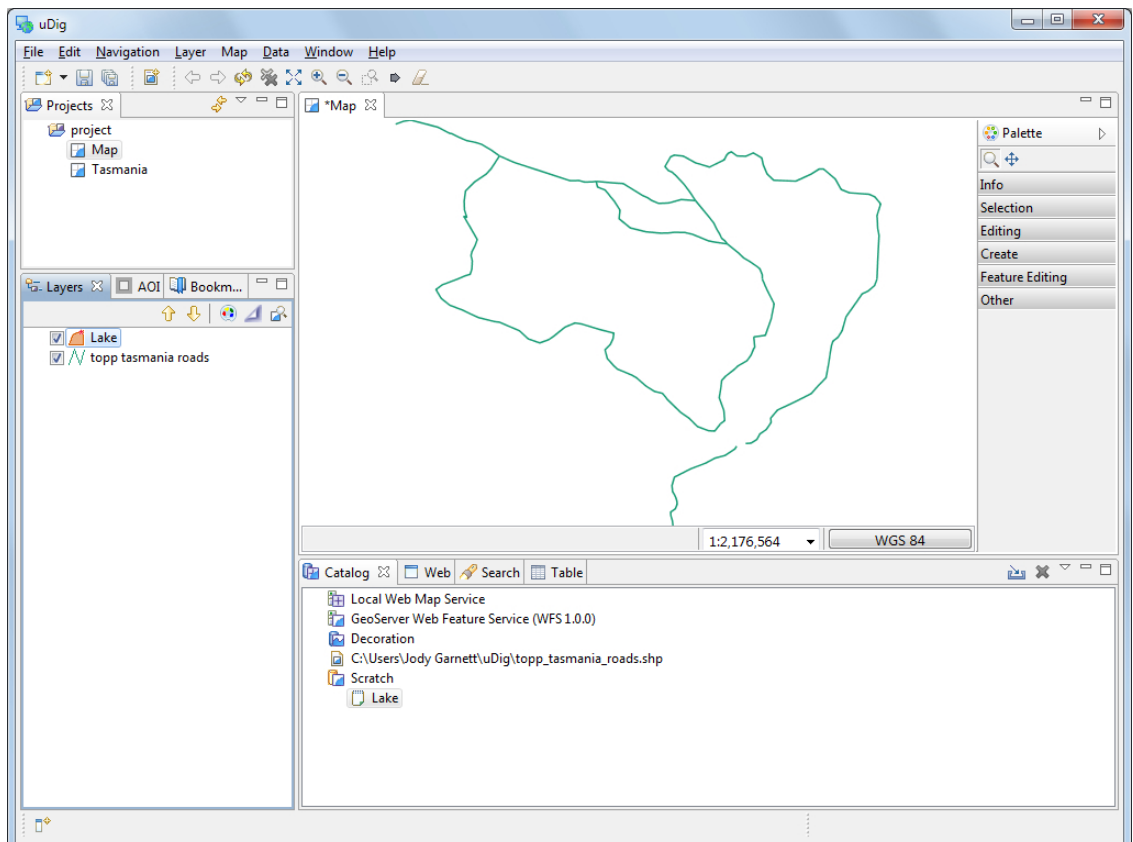 uDig
File Edit Navigation Layer Map Data Window Help
Projects
project
Map
Tasmania
Layers AOI Bookm...
Lake
topp tasmania roads
*Map
Palette
Info
Selection
Editing
Create
Feature Editing
Other
1:2,176,564 WGS 84
Catalog Web Search Table
Local Web Map Service
GeoServer Web Feature Service (WFS 1.0.0)
Decoration
C:\Users\Jody Garnett\uDig\topp_tasmania_roads.shp
Scratch
Lake